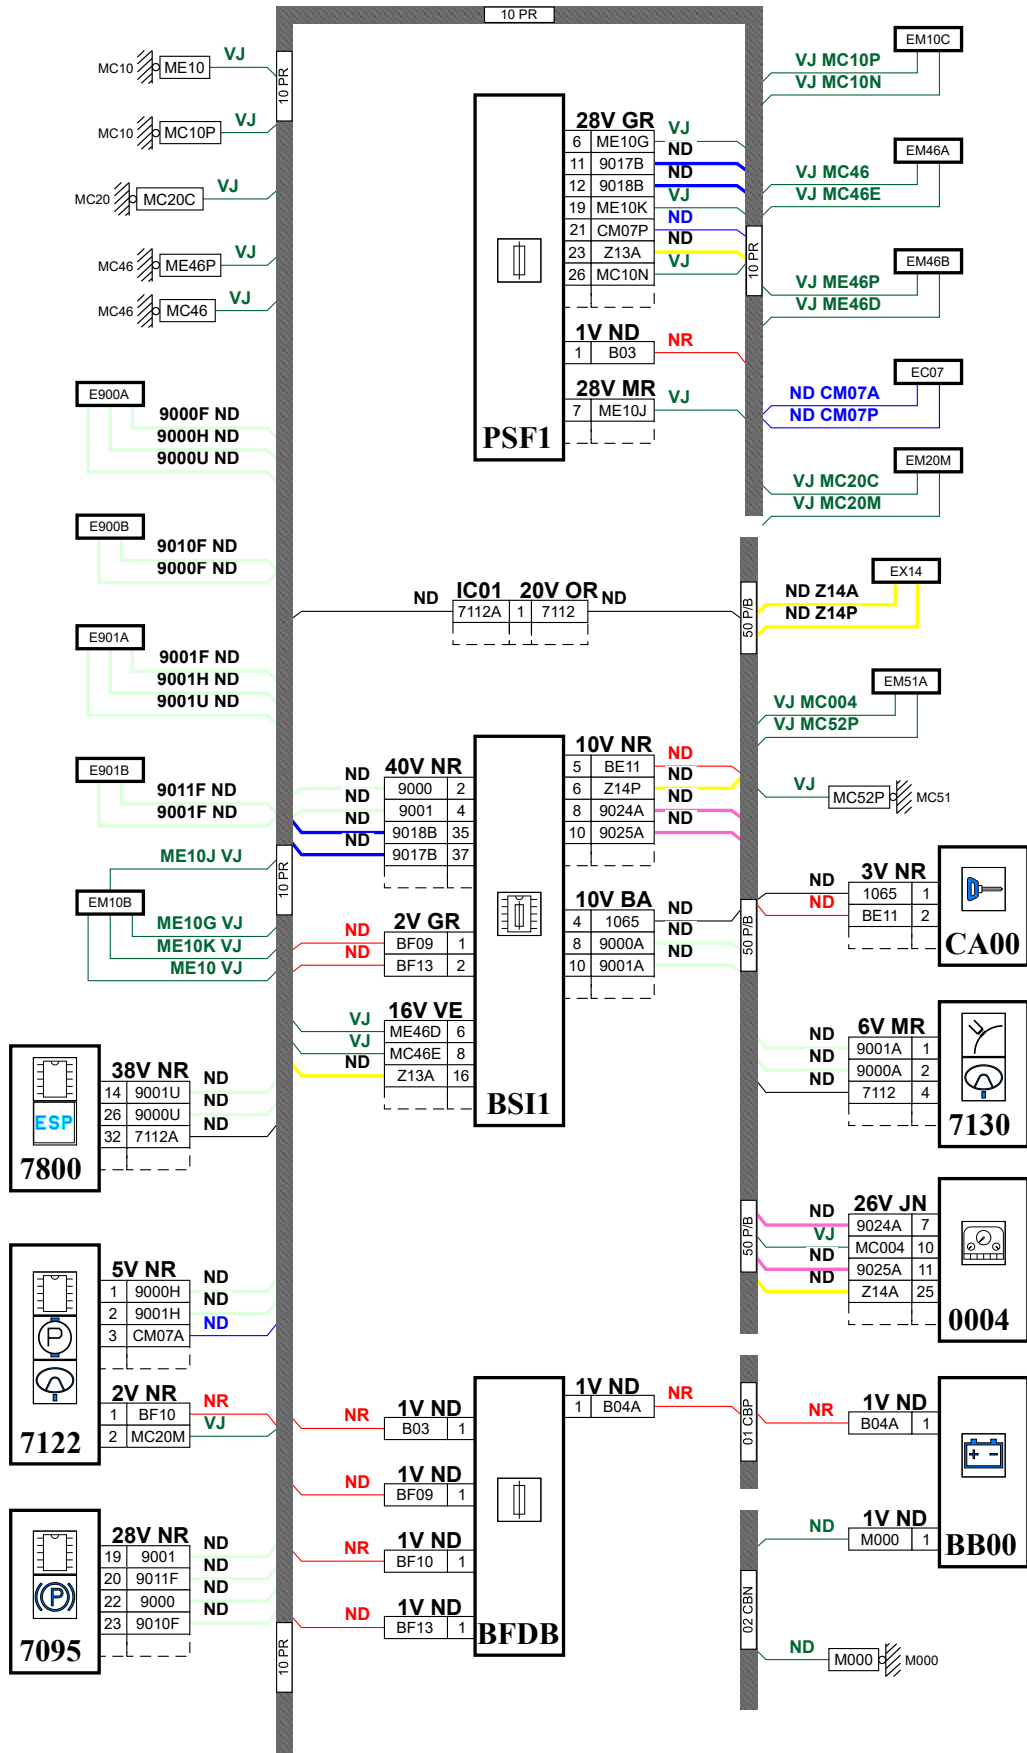 10 PR
MC10 ME10 VJ
10 PR
MC10 MC10P VJ
MC20 MC20C VJ
MC46 ME46P VJ
MC46 MC46 VJ
EM10C
VJ MC10P
VJ MC10N
EM46A
VJ MC46
VJ MC46E
EM46B
VJ ME46P
VJ ME46D
EC07
ND CM07A
ND CM07P
EM20M
VJ MC20C
VJ MC20M
10 PR
PSF1
28V GR
6 ME10G VJ
11 9017B ND
12 9018B ND
19 ME10K VJ
21 CM07P ND
23 Z13A ND
26 MC10N VJ
1V ND
1 B03 NR
28V MR
7 ME10J VJ
E900A
9000F ND
9000H ND
9000U ND
E900B
9010F ND
9000F ND
E901A
9001F ND
9001H ND
9001U ND
E901B
9011F ND
9001F ND
ME10J VJ
EM10B
ME10G VJ
ME10K VJ
ME10 VJ
10 PR
IC01 20V OR
ND 7112A 1 7112 ND
50 P/B
EX14
ND Z14A
ND Z14P
EM51A
VJ MC004
VJ MC52P
VJ MC52P MC51
40V NR
ND 9000 2
ND 9001 4
ND 9018B 35
ND 9017B 37
2V GR
ND BF09 1
ND BF13 2
16V VE
VJ ME46D 6
VJ MC46E 8
ND Z13A 16
BSI1
10V NR
5 BE11 ND
6 Z14P ND
8 9024A ND
10 9025A ND
10V BA
4 1065 ND
8 9000A ND
10 9001A ND
50 P/B
3V NR
ND 1065 1
ND BE11 2
CA00
6V MR
ND 9001A 1
ND 9000A 2
ND 7112 4
7130
50 P/B
26V JN
ND 9024A 7
VJ MC004 10
ND 9025A 11
ND Z14A 25
0004
38V NR
14 9001U ND
26 9000U ND
32 7112A ND
ESP
7800
5V NR
1 9000H ND
2 9001H ND
3 CM07A ND
2V NR
1 BF10 NR
2 MC20M VJ
P
7122
28V NR
19 9001 ND
20 9011F ND
22 9000 ND
23 9010F ND
P
7095
10 PR
1V ND
NR B03 1
1V ND
ND BF09 1
1V ND
NR BF10 1
1V ND
ND BF13 1
BFDB
1V ND
1 B04A NR
01 CBP
1V ND
NR B04A 1
+ -
1V ND
ND M000 1
BB00
02 CBN
ND M000 M000